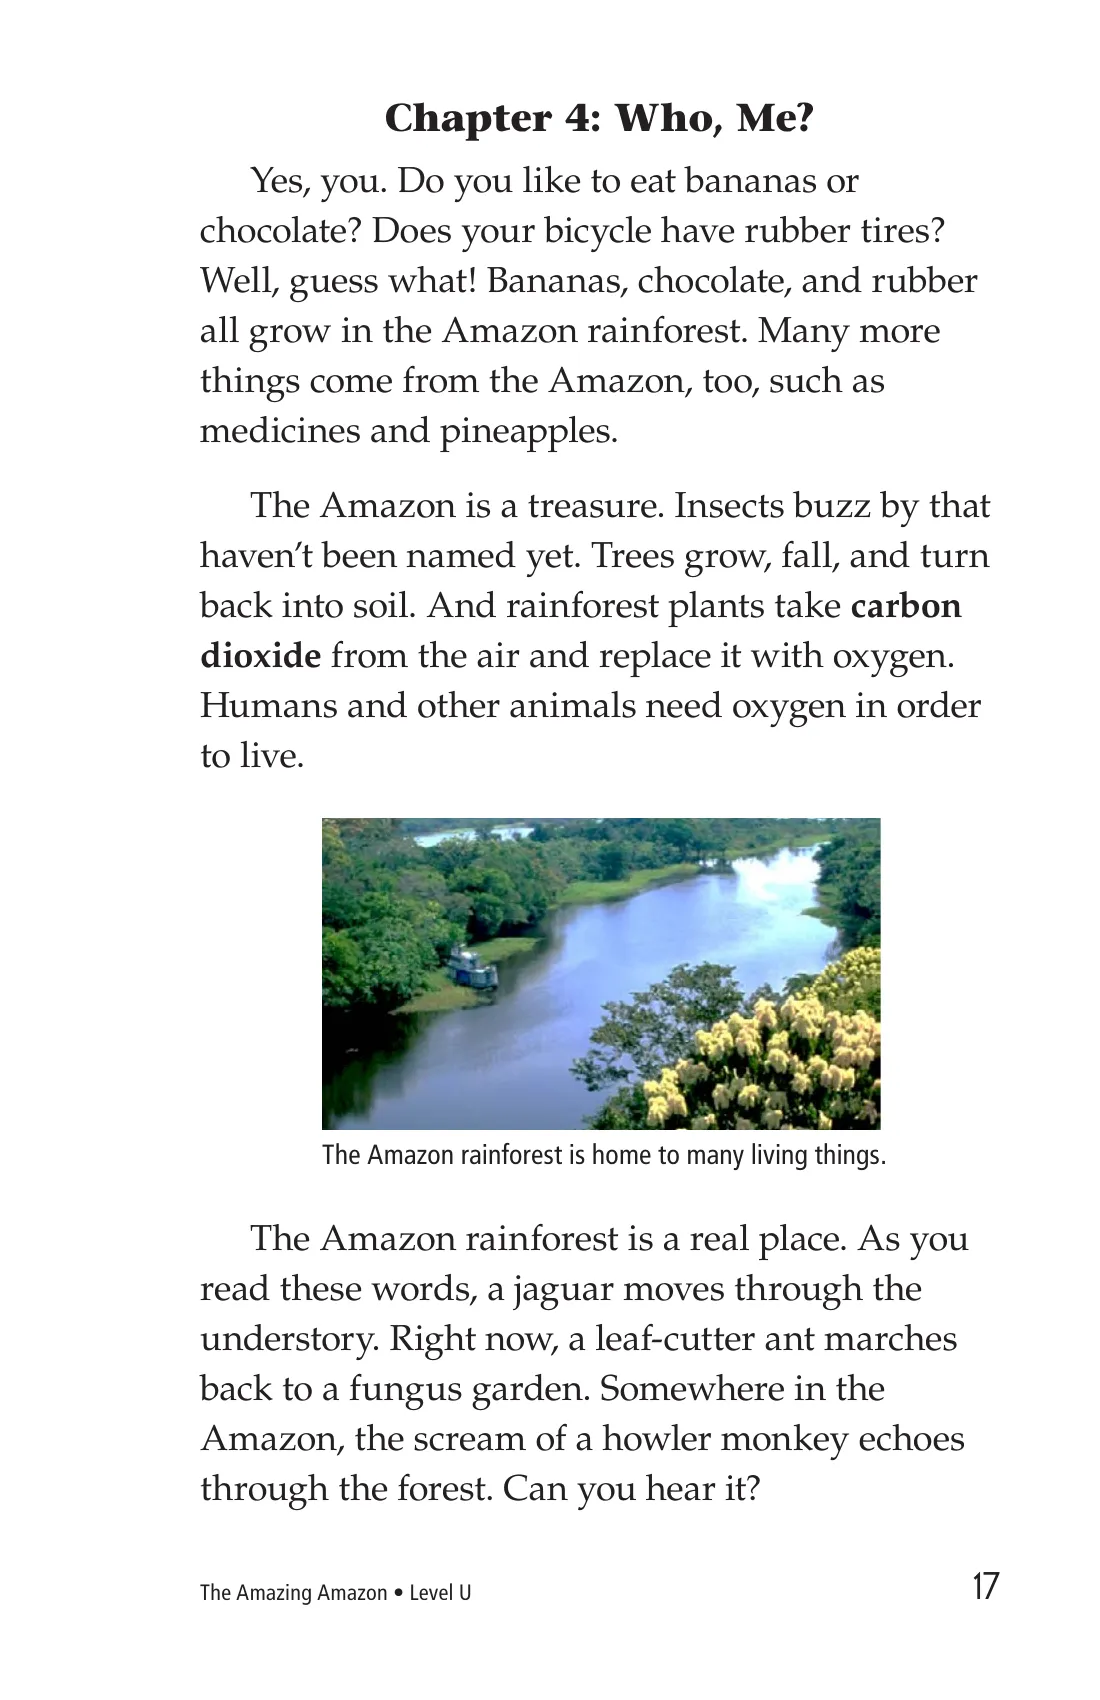 Chapter 4: Who, Me?
Yes, you. Do you like to eat bananas or
chocolate? Does your bicycle have rubber tires?
Well, guess what! Bananas, chocolate, and rubber
all grow in the Amazon rainforest. Many more
things come from the Amazon, too, such as
medicines and pineapples.
The Amazon is a treasure. Insects buzz by that
haven’t been named yet. Trees grow, fall, and turn
back into soil. And rainforest plants take carbon
dioxide from the air and replace it with oxygen.
Humans and other animals need oxygen in order
to live.
The Amazon rainforest is home to many living things.
The Amazon rainforest is a real place. As you
read these words, a jaguar moves through the
understory. Right now, a leaf-cutter ant marches
back to a fungus garden. Somewhere in the
Amazon, the scream of a howler monkey echoes
through the forest. Can you hear it?
The Amazing Amazon • Level U
17